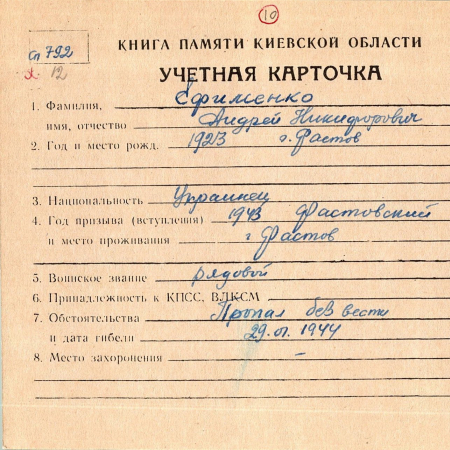 10
сп 792
12
КНИГА ПАМЯТИ КИЕВСКОЙ ОБЛАСТИ
УЧЕТНАЯ КАРТОЧКА
1. Фамилия, Ефименко
имя, отчество Андрей Никифорович
2. Год и место рожд. 1923 г. Фастов
3. Национальность Украинец
4. Год призыва (вступления) 1943 Фастовский
и место проживания г Фастов
5. Воинское звание рядовой
6. Принадлежность к КПСС, ВЛКСМ
7. Обстоятельства Пропал без вести
и дата гибели 29.01.1944
8. Место захоронения –